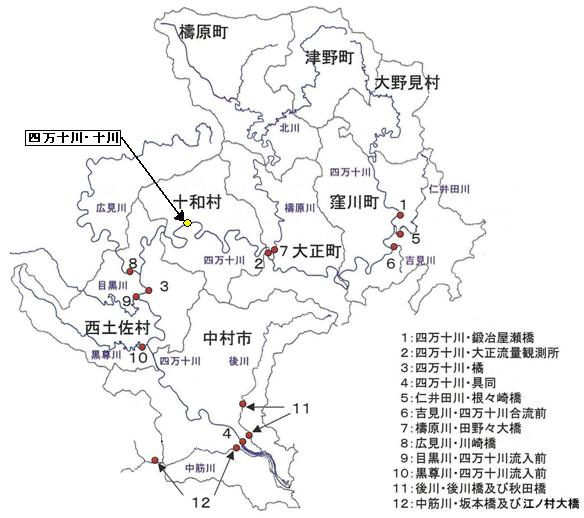 檮原町
津野町
大野見村
北川
四万十川・十川
四万十川
仁井田川
広見川
十和村
檮原川
窪川町
1
5
6
吉見川
四万十川
2
7
大正町
8
目黒川
9
3
西土佐村
中村市
黒尊川
10
四万十川
後川
11
4
中筋川
12
1:四万十川・鍛冶屋瀬橋
2:四万十川・大正流量観測所
3:四万十川・橘
4:四万十川・具同
5:仁井田川・根々崎橋
6:吉見川・四万十川合流前
7:檮原川・田野々大橋
8:広見川・川崎橋
9:目黒川・四万十川流入前
10:黒尊川・四万十川流入前
11:後川・後川橋及び秋田橋
12:中筋川・坂本橋及び江ノ村大橋